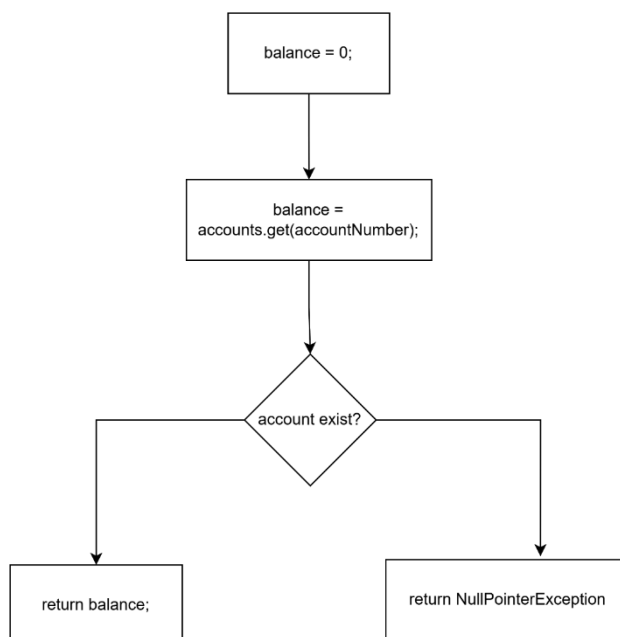 balance = 0;
balance =
accounts.get(accountNumber);
account exist?
return balance;
return NullPointerException